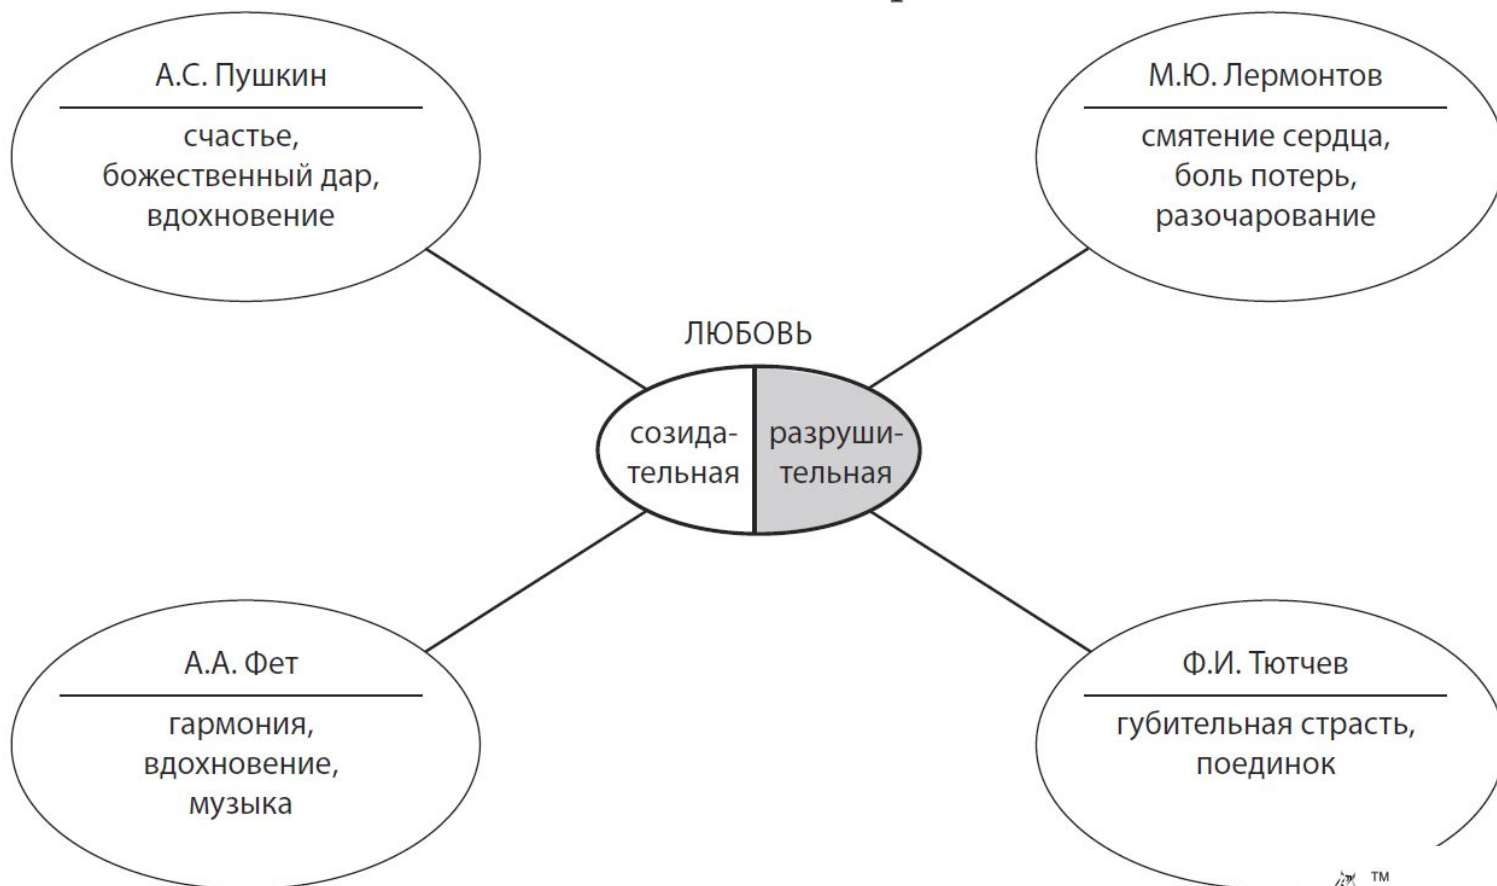 А.С. Пушкин
счастье,
божественный дар,
вдохновение
М.Ю. Лермонтов
смятение сердца,
боль потерь,
разочарование
ЛЮБОВЬ
созида-
тельная
разруши-
тельная
А.А. Фет
гармония,
вдохновение,
музыка
Ф.И. Тютчев
губительная страсть,
поединок
™